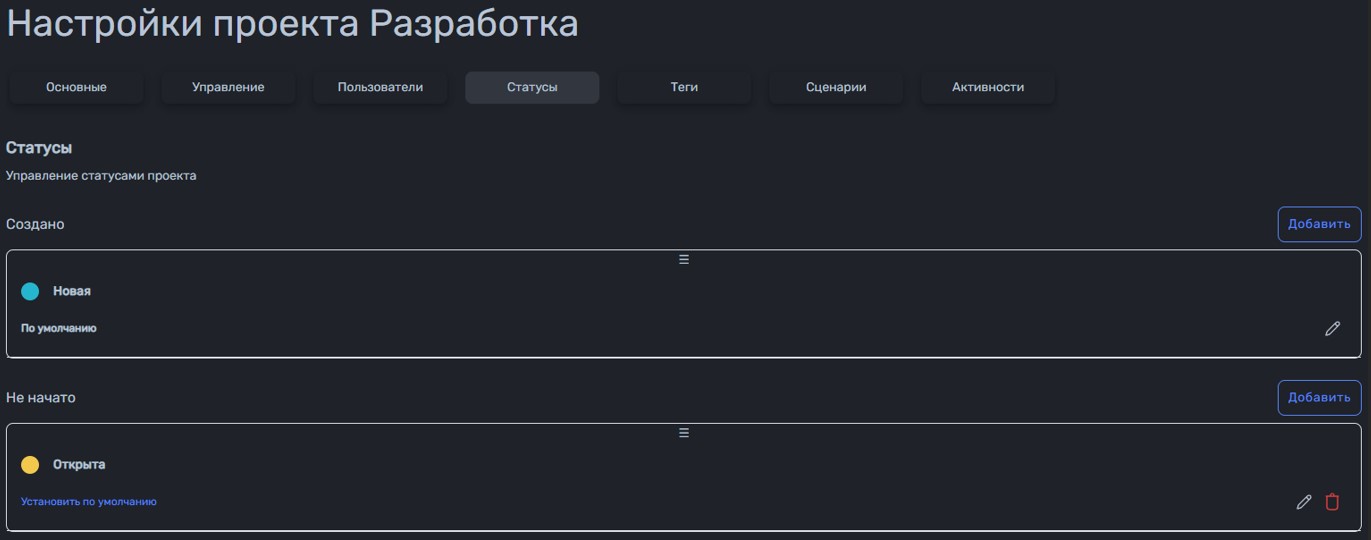 Настройки проекта Разработка
Основные Управление Пользователи Статусы Теги Сценарии Активности
Статусы
Управление статусами проекта
Создано Добавить
Новая
По умолчанию
Не начато Добавить
Открыта
Установить по умолчанию